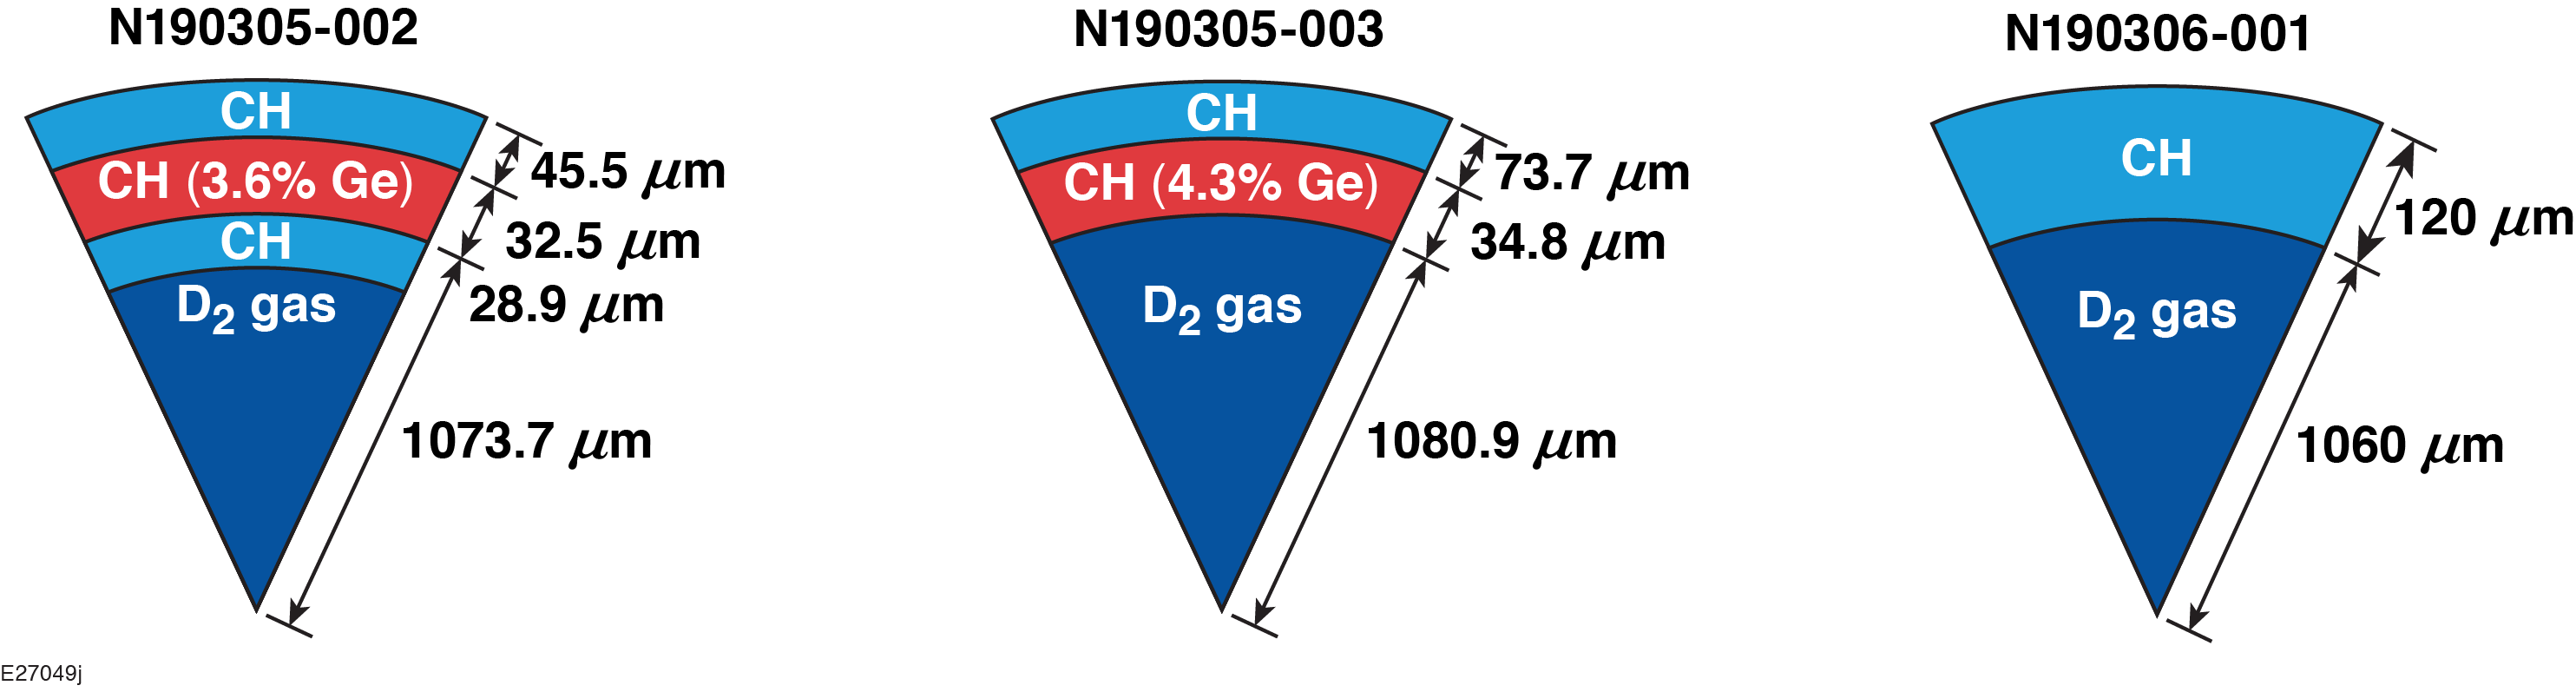 N190305-002
CH
CH (3.6% Ge)
CH
D2 gas
45.5 μm
32.5 μm
28.9 μm
1073.7 μm
N190305-003
CH
CH (4.3% Ge)
D2 gas
73.7 μm
34.8 μm
1080.9 μm
N190306-001
CH
D2 gas
120 μm
1060 μm
E27049j